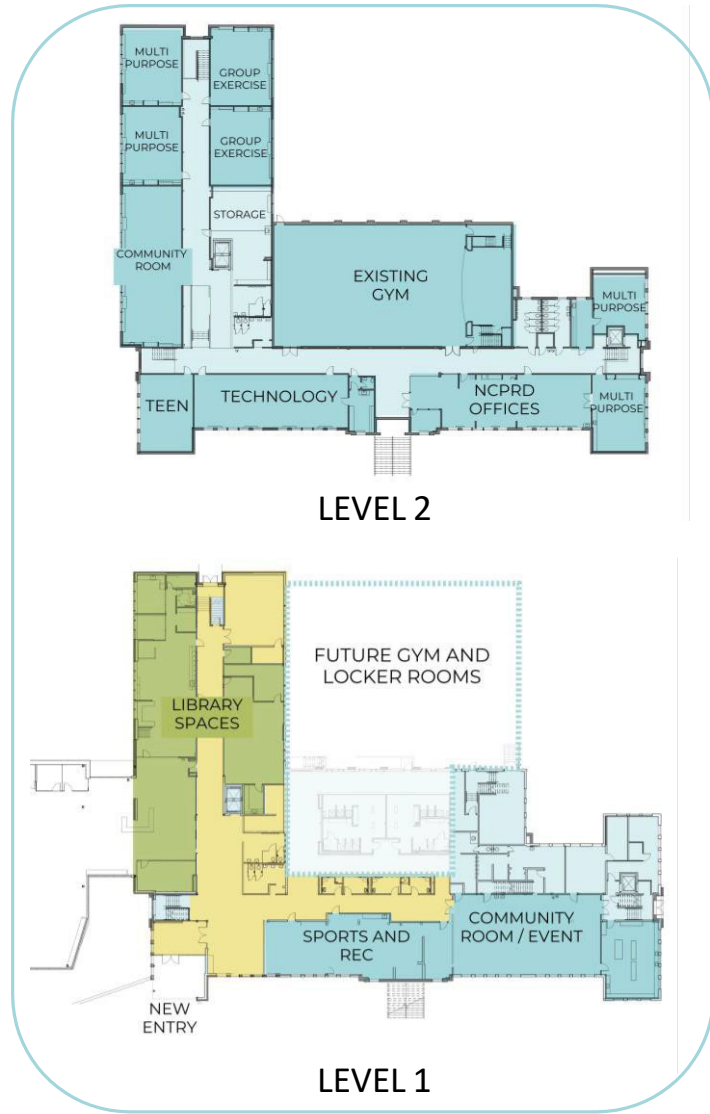 MULTI
PURPOSE
GROUP
EXERCISE
MULTI
PURPOSE
GROUP
EXERCISE
STORAGE
COMMUNITY
ROOM
EXISTING
GYM
MULTI
PURPOSE
TEEN
TECHNOLOGY
NCPRD
OFFICES
MULTI
PURPOSE
LEVEL 2
FUTURE GYM AND
LOCKER ROOMS
LIBRARY
SPACES
SPORTS AND
REC
COMMUNITY
ROOM / EVENT
NEW
ENTRY
LEVEL 1